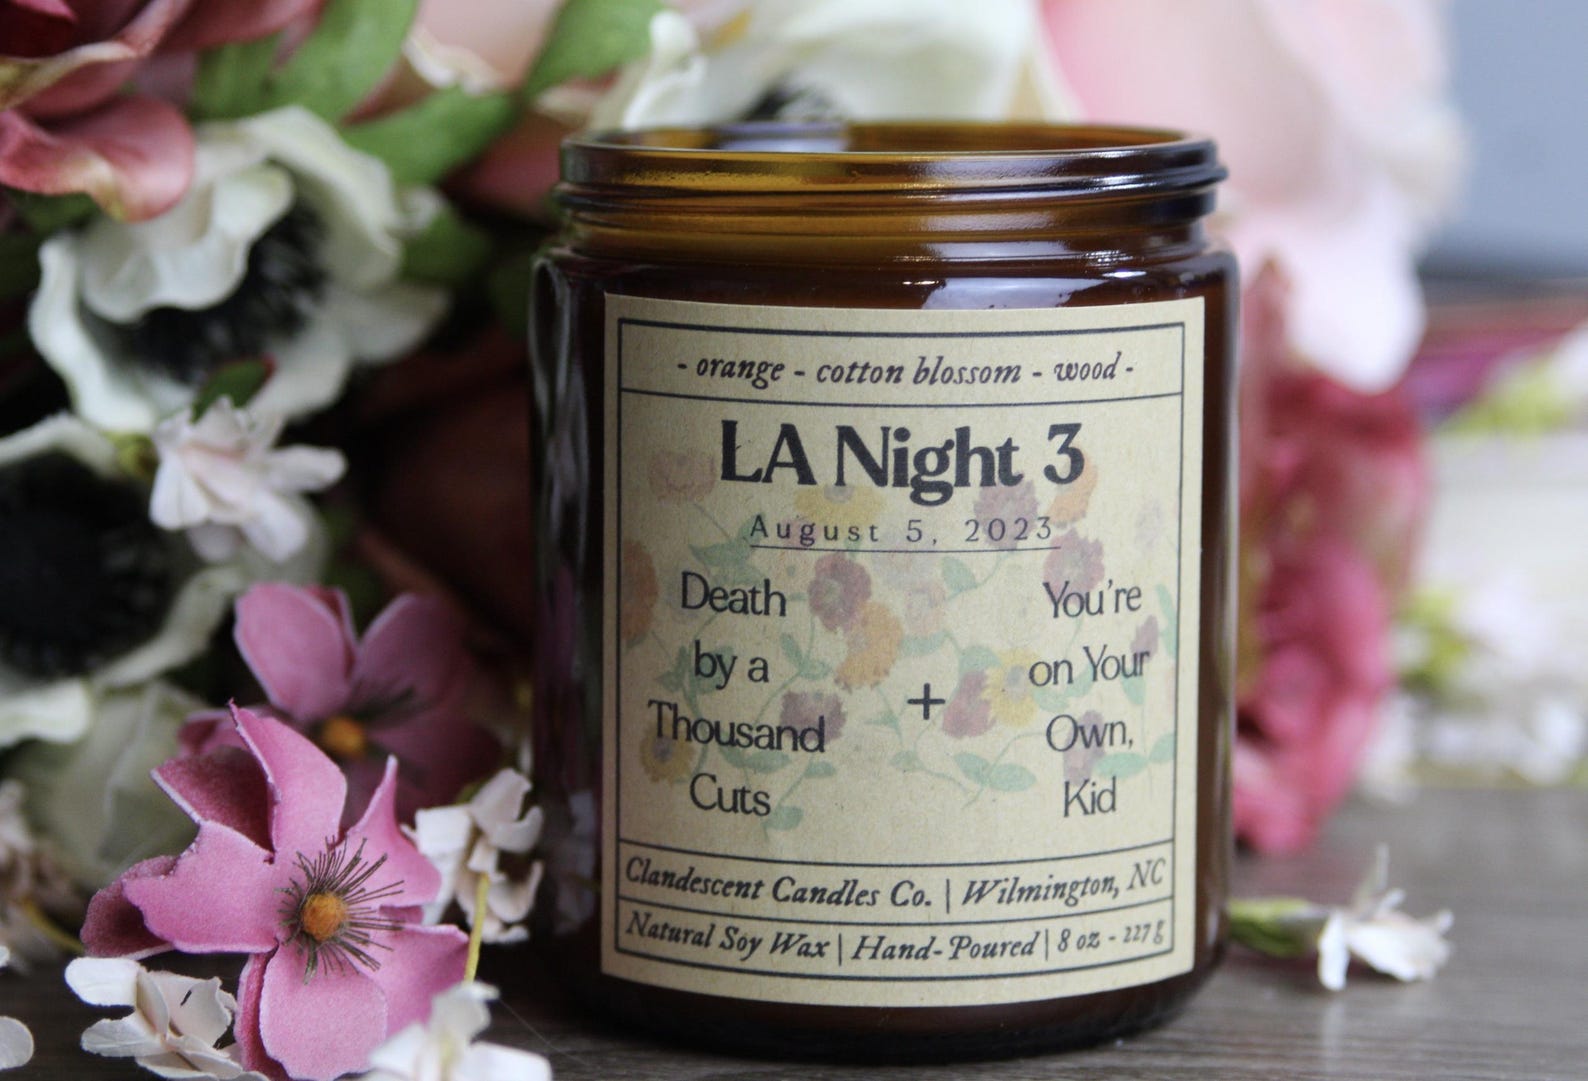 - orange - cotton blossom - wood -
LA Night 3
August 5, 2023
Death
by a
Thousand
Cuts
+
You're
on Your
Own,
Kid
Clandescent Candles Co. | Wilmington, NC
Natural Soy Wax | Hand-Poured | 8 oz - 227 g